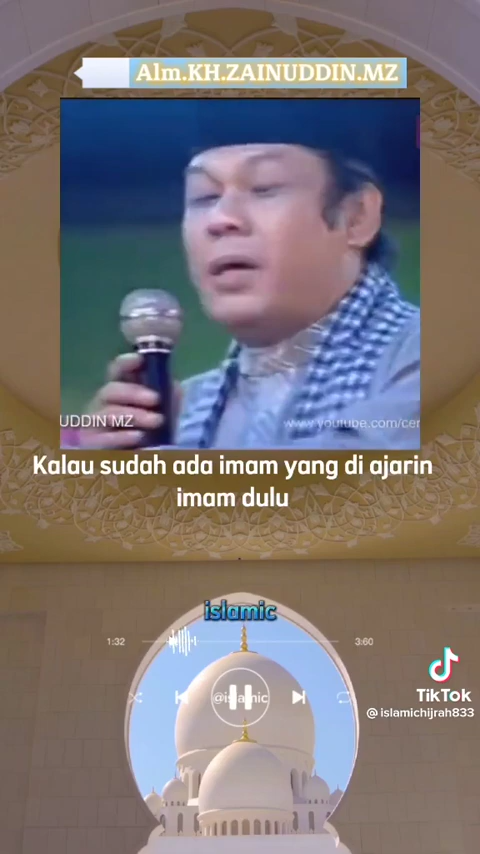 Alm.KH.ZAINUDDIN.MZ
UDDIN MZ
www.youtube.com/cer
Kalau sudah ada imam yang di ajarin
imam dulu
islamic
1:32
3:60
@islamic
TikTok
@islamichijrah833